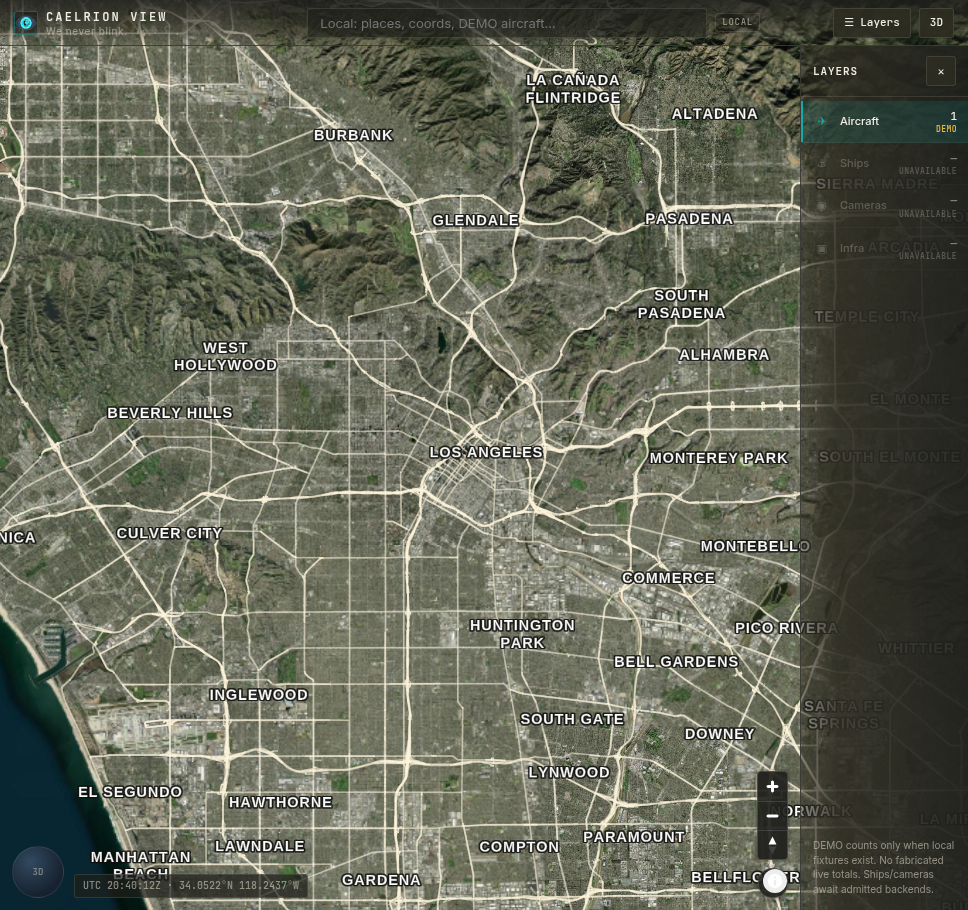 CAELRION VIEW
We never blink.
Local: places, coords, DEMO aircraft...
LOCAL
☰ Layers
3D
LAYERS
×
Aircraft
1
DEMO
Ships
—
UNAVAILABLE
Cameras
—
UNAVAILABLE
Infra
—
UNAVAILABLE
LA CAÑADA
FLINTRIDGE
ALTADENA
BURBANK
SIERRA MADRE
GLENDALE
PASADENA
ARCADIA
SOUTH
PASADENA
TEMPLE CITY
WEST
HOLLYWOOD
ALHAMBRA
EL MONTE
BEVERLY HILLS
LOS ANGELES
MONTEREY PARK
SOUTH EL MONTE
NICA
CULVER CITY
MONTEBELLO
COMMERCE
HUNTINGTON
PARK
PICO RIVERA
WHITTIER
BELL GARDENS
INGLEWOOD
SANTA FE
SPRINGS
SOUTH GATE
DOWNEY
LYNWOOD
EL SEGUNDO
HAWTHORNE
NORWALK
LA MI
PARAMOUNT
LAWNDALE
COMPTON
MANHATTAN
BEACH
GARDENA
BELLFLOWER
3D
UTC 20:40:12Z · 34.0522°N 118.2437°W
DEMO counts only when local
fixtures exist. No fabricated
live totals. Ships/cameras
await admitted backends.